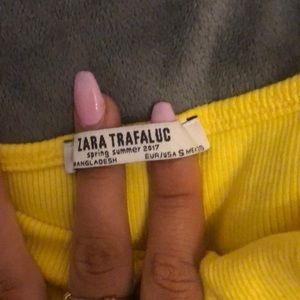 ZARA TRAFALUC
spring summer 2017
BANGLADESH EUR/USA S